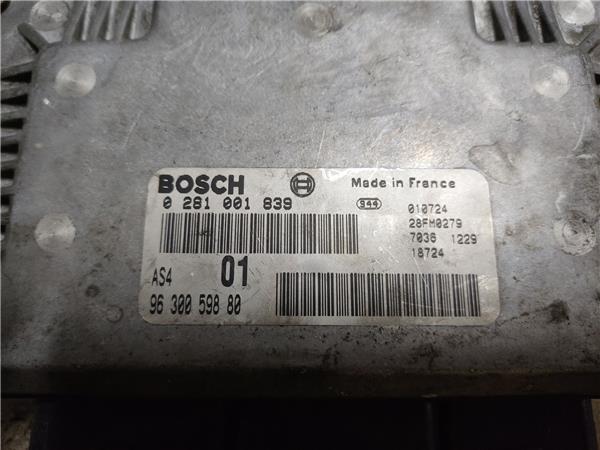 BOSCH Made in France
0 281 001 839 944 010724
28FM0279
7036 1229
18724
AS4 01
96 300 598 80